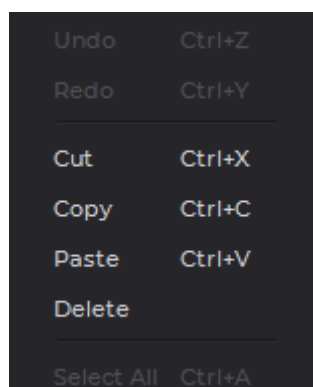 Undo Ctrl+Z
Redo Ctrl+Y
Cut Ctrl+X
Copy Ctrl+C
Paste Ctrl+V
Delete
Select All Ctrl+A